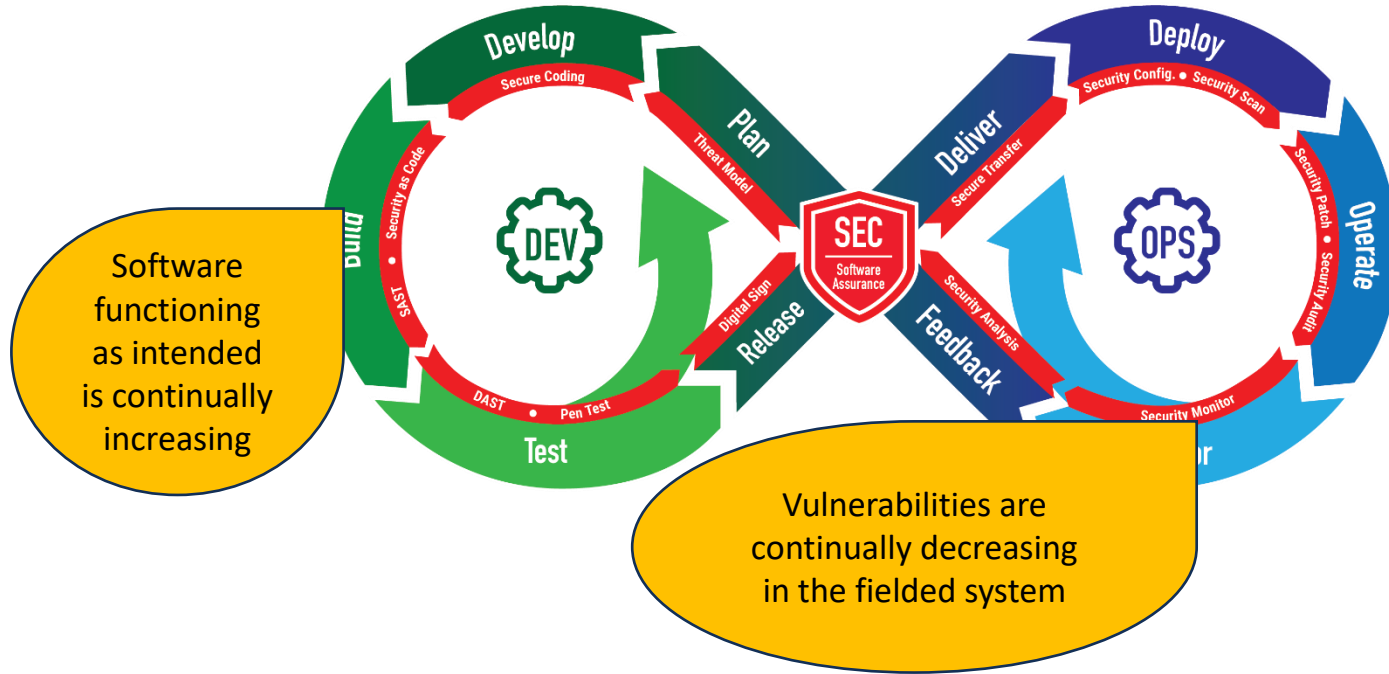 Develop
Secure Coding
Plan
Threat Model
Deliver
Secure Transfer
Deploy
Security Config. • Security Scan
Security Patch • Security Audit
Operate
SAST • Security as Code
DEV
SEC
Software
Assurance
OPS
Software
functioning
as intended
is continually
increasing
Digital Sign
Release
Security Analysis
Feedback
DAST • Pen Test
Test
Security Monitor
Vulnerabilities are
continually decreasing
in the fielded system